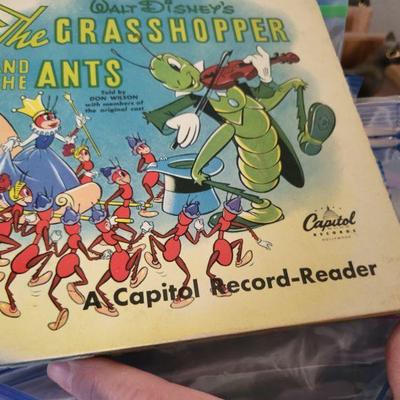 WALT DISNEY'S
The GRASSHOPPER
AND THE ANTS
Told by
DON WILSON
with members of
the original cast
Capitol
RECORDS
HOLLYWOOD
A Capitol Record-Reader